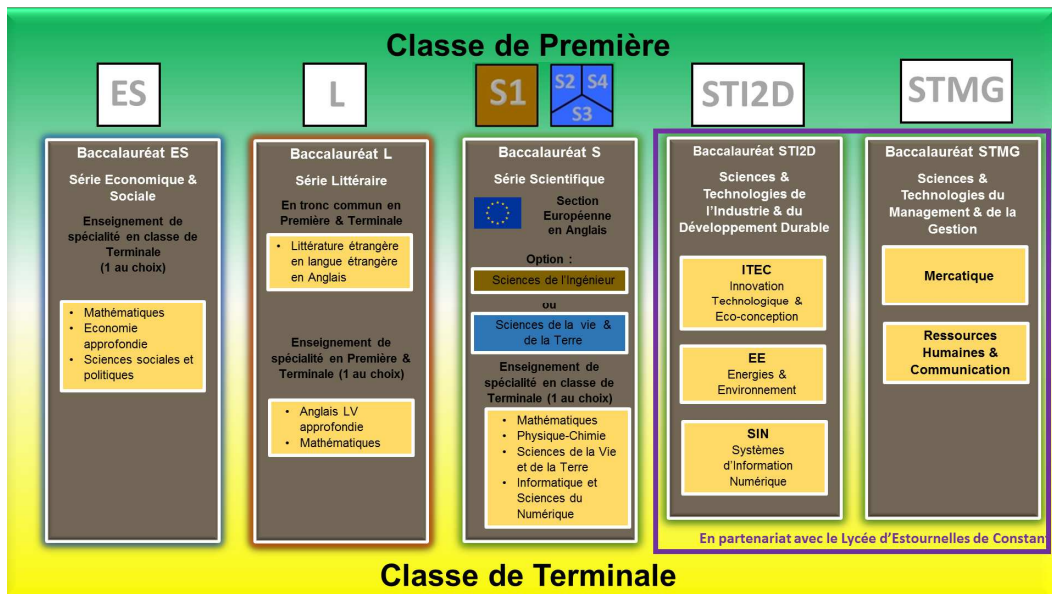 Classe de Première
ES
L
S1
S2
S4
S3
STI2D
STMG
Baccalauréat ES
Série Economique &
Sociale
Enseignement de
spécialité en classe de
Terminale
(1 au choix)
• Mathématiques
• Economie
approfondie
• Sciences sociales et
politiques
Baccalauréat L
Série Littéraire
En tronc commun en
Première & Terminale
• Littérature étrangère
en langue étrangère
en Anglais
Enseignement de
spécialité en Première &
Terminale (1 au choix)
• Anglais LV
approfondie
• Mathématiques
Baccalauréat S
Série Scientifique
Section
Européenne
en Anglais
Option :
Sciences de l'Ingénieur
ou
Sciences de la vie &
de la Terre
Enseignement de
spécialité en classe de
Terminale (1 au choix)
• Mathématiques
• Physique-Chimie
• Sciences de la Vie
et de la Terre
• Informatique et
Sciences du
Numérique
Baccalauréat STI2D
Sciences &
Technologies de
l'Industrie & du
Développement Durable
ITEC
Innovation
Technologique &
Eco-conception
EE
Energies &
Environnement
SIN
Systèmes
d'Information
Numérique
Baccalauréat STMG
Sciences &
Technologies du
Management & de la
Gestion
Mercatique
Ressources
Humaines &
Communication
En partenariat avec le Lycée d'Estournelles de Constant
Classe de Terminale